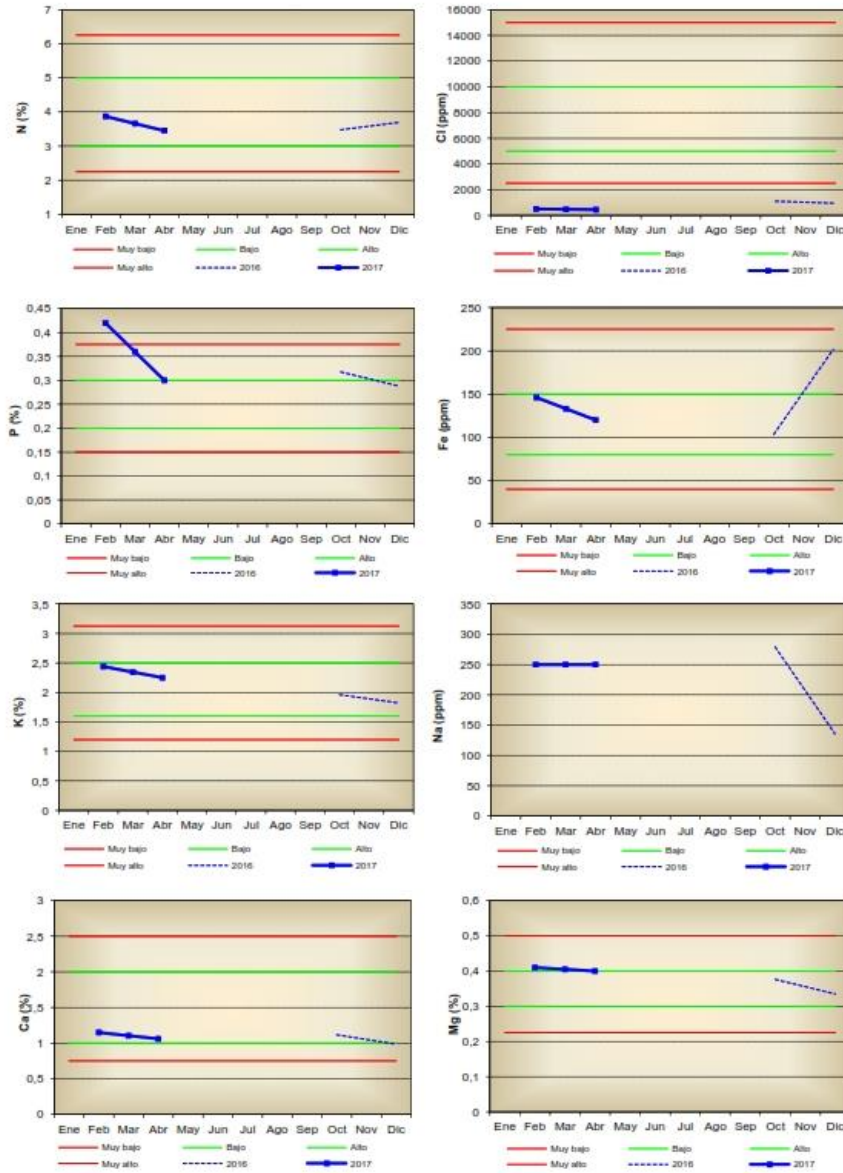 N (%)
7
6
5
4
3
2
1
Ene Feb Mar Abr May Jun Jul Ago Sep Oct Nov Dic
Muy bajo Bajo Alto
Muy alto 2016 2017
Cl (ppm)
16000
14000
12000
10000
8000
6000
4000
2000
0
Ene Feb Mar Abr May Jun Jul Ago Sep Oct Nov Dic
Muy bajo Bajo Alto
Muy alto 2016 2017
P (%)
0,45
0,4
0,35
0,3
0,25
0,2
0,15
0,1
0,05
0
Ene Feb Mar Abr May Jun Jul Ago Sep Oct Nov Dic
Muy bajo Bajo Alto
Muy alto 2016 2017
Fe (ppm)
250
200
150
100
50
0
Ene Feb Mar Abr May Jun Jul Ago Sep Oct Nov Dic
Muy bajo Bajo Alto
Muy alto 2016 2017
K (%)
3,5
3
2,5
2
1,5
1
0,5
0
Ene Feb Mar Abr May Jun Jul Ago Sep Oct Nov Dic
Muy bajo Bajo Alto
Muy alto 2016 2017
Na (ppm)
350
300
250
200
150
100
50
0
Ene Feb Mar Abr May Jun Jul Ago Sep Oct Nov Dic
Muy bajo Bajo Alto
Muy alto 2016 2017
Ca (%)
3
2,5
2
1,5
1
0,5
0
Ene Feb Mar Abr May Jun Jul Ago Sep Oct Nov Dic
Muy bajo Bajo Alto
Muy alto 2016 2017
Mg (%)
0,6
0,5
0,4
0,3
0,2
0,1
0
Ene Feb Mar Abr May Jun Jul Ago Sep Oct Nov Dic
Muy bajo Bajo Alto
Muy alto 2016 2017